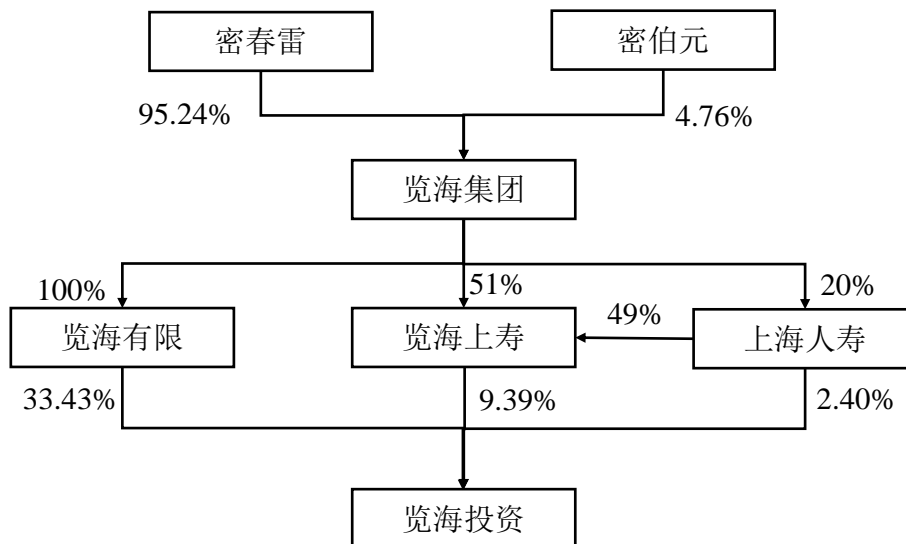 密春雷
密伯元
95.24%
4.76%
览海集团
100%
51%
20%
览海有限
览海上寿
49%
上海人寿
33.43%
9.39%
2.40%
览海投资